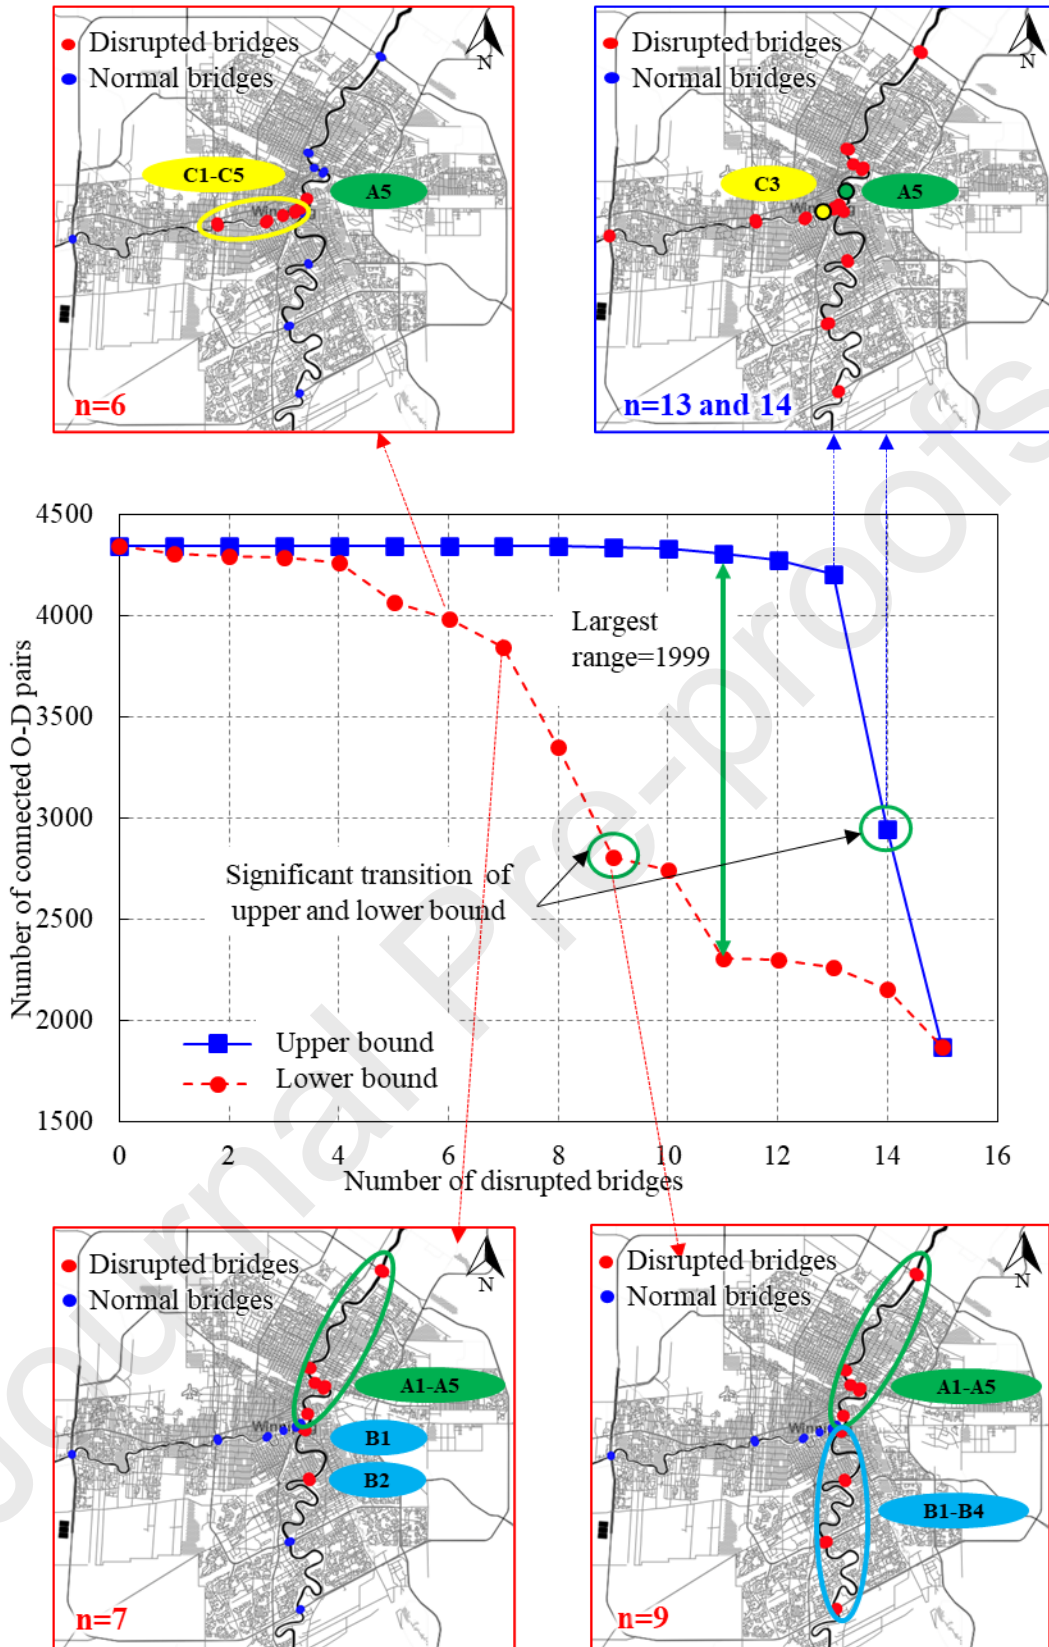 Disrupted bridges
Normal bridges
N
C1-C5
A5
Winn
n=6
Disrupted bridges
Normal bridges
N
C3
A5
n=13 and 14
4500
4000
3500
3000
2500
2000
1500
Number of connected O-D pairs
Largest
range=1999
Significant transition of
upper and lower bound
Upper bound
Lower bound
0 2 4 6 8 10 12 14 16
Number of disrupted bridges
Disrupted bridges
Normal bridges
N
A1-A5
Winni
B1
B2
n=7
Disrupted bridges
Normal bridges
N
A1-A5
B1-B4
n=9
Journal Pre-proofs